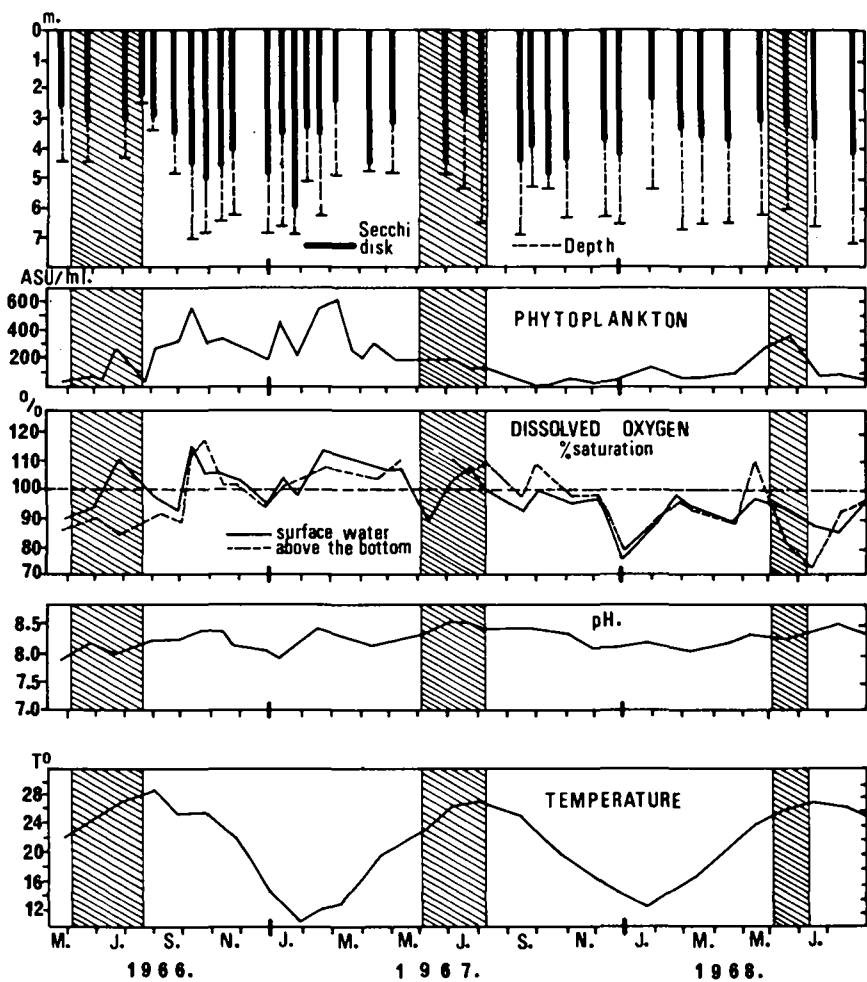 m.
0
1
2
3
4
5
6
7
Secchi disk
Depth
ASU/ml.
600
400
200
0
PHYTOPLANKTON
%
120
110
100
90
80
70
DISSOLVED OXYGEN
% saturation
surface water
above the bottom
8.5
8.0
7.5
7.0
pH.
T°
28
24
20
16
12
TEMPERATURE
M. J. S. N. J. M. M. J. S. N. J. M. M. J.
1966. 1967. 1968.